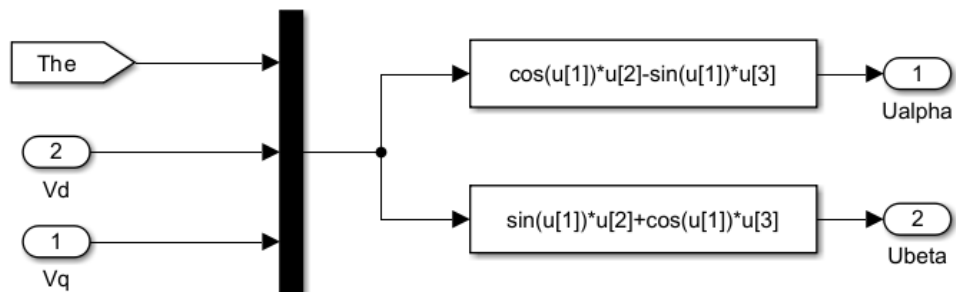 The
cos(u[1])*u[2]-sin(u[1])*u[3]
1
Ualpha
2
Vd
1
Vq
sin(u[1])*u[2]+cos(u[1])*u[3]
2
Ubeta